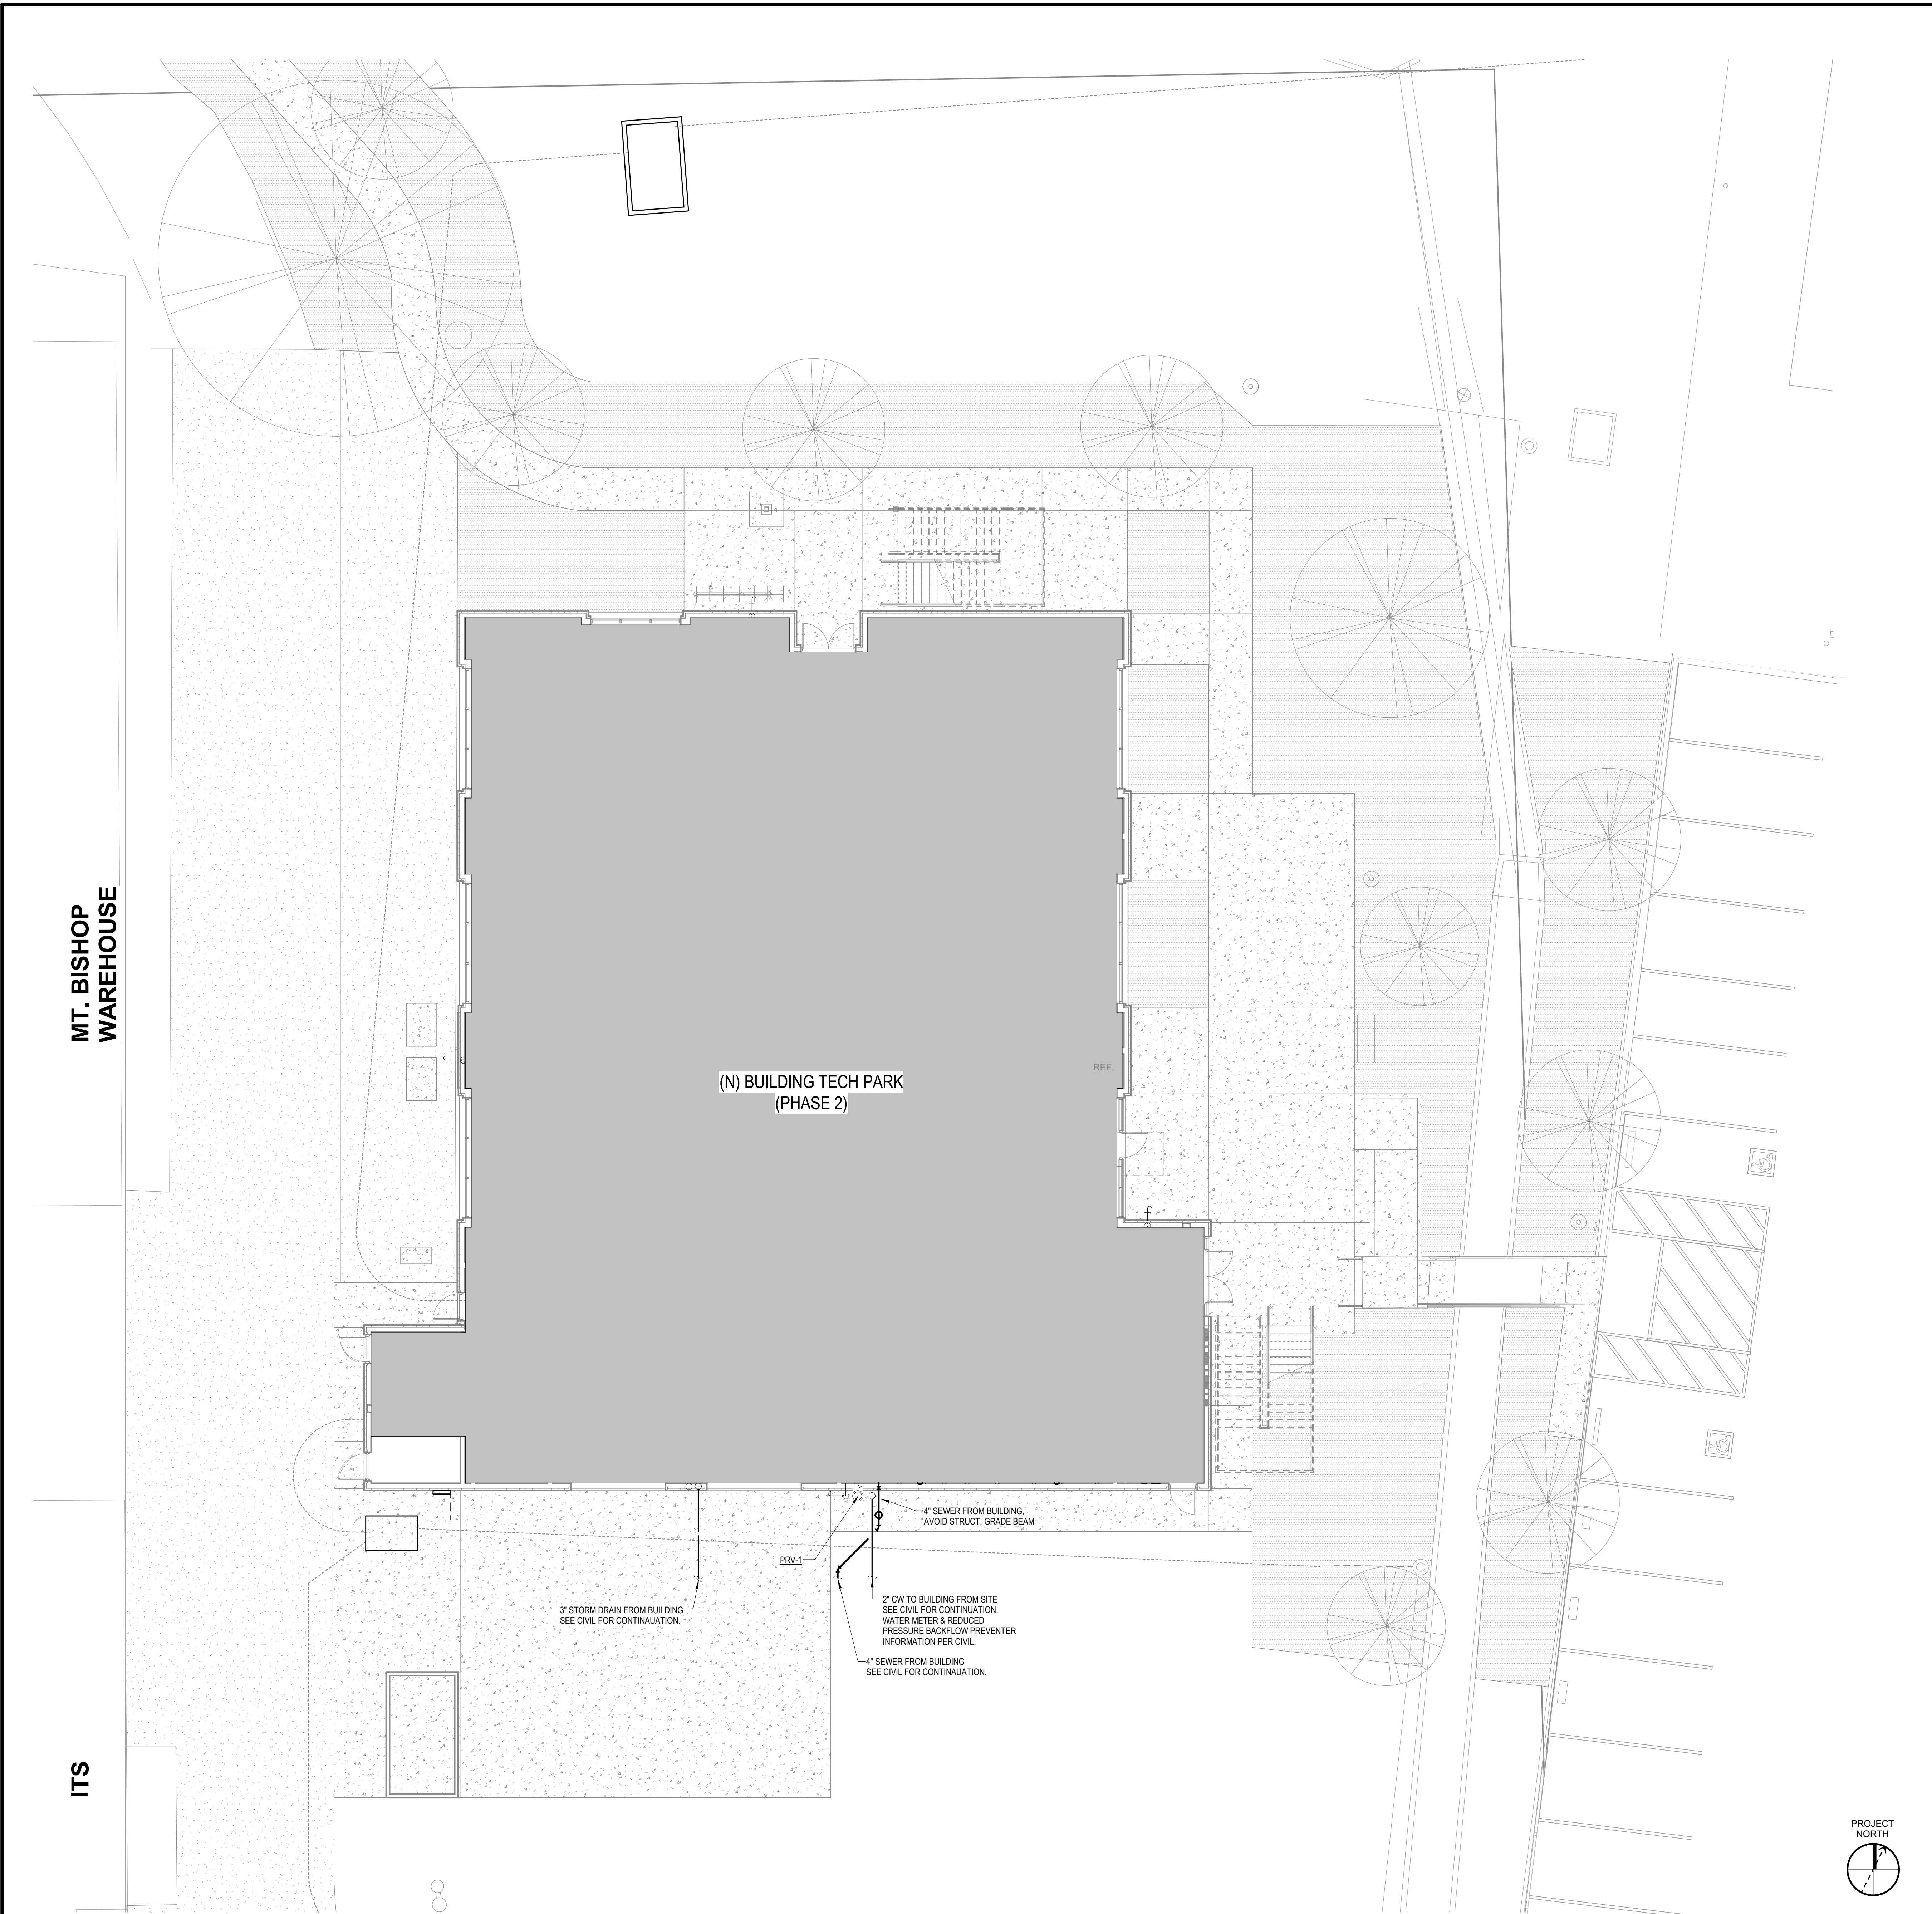 MT. BISHOP
WAREHOUSE
(N) BUILDING TECH PARK
(PHASE 2)
REF.
4" SEWER FROM BUILDING,
AVOID STRUCT, GRADE BEAM
PRV-1
2" CW TO BUILDING FROM SITE
SEE CIVIL FOR CONTINUATION.
WATER METER & REDUCED
PRESSURE BACKFLOW PREVENTER
INFORMATION PER CIVIL.
3" STORM DRAIN FROM BUILDING
SEE CIVIL FOR CONTINAUATION.
4" SEWER FROM BUILDING
SEE CIVIL FOR CONTINAUATION.
ITS
PROJECT
NORTH